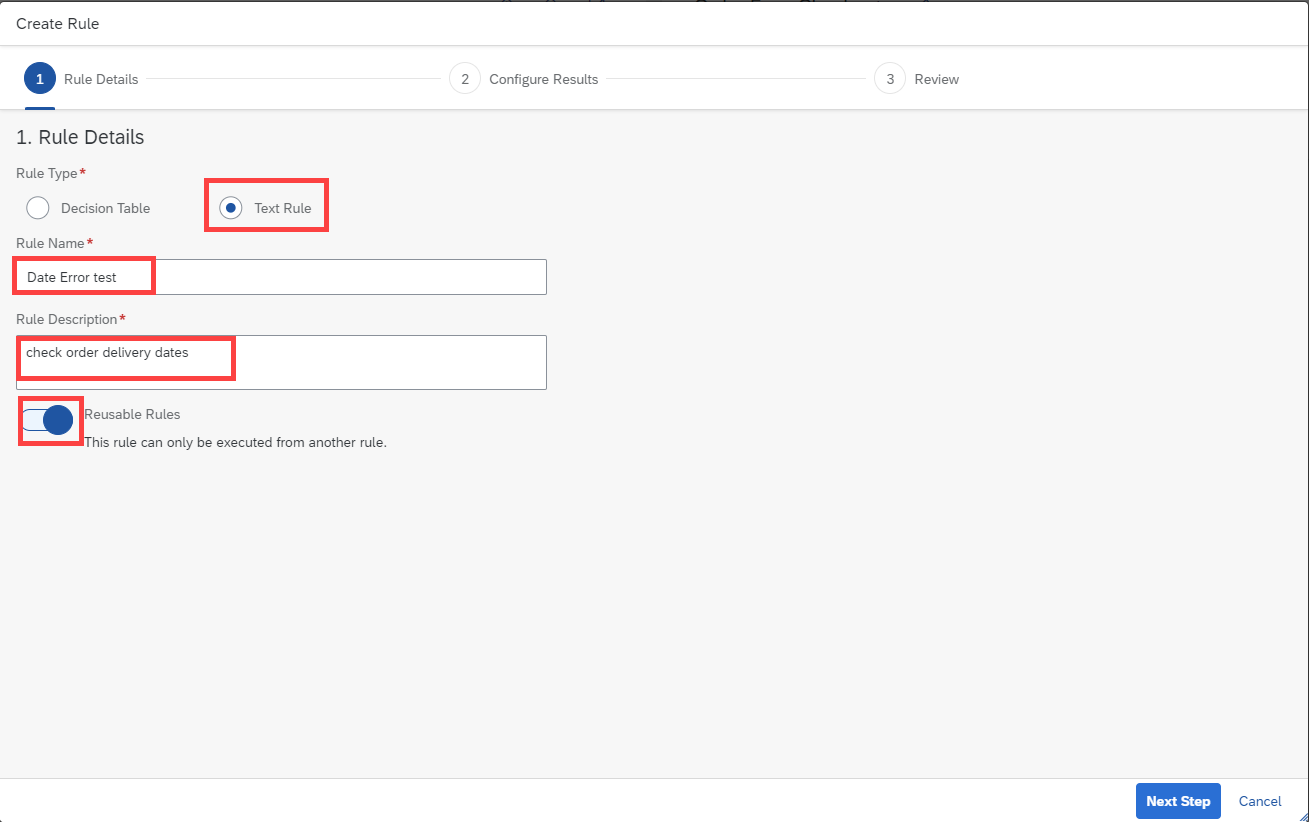 Create Rule
1 Rule Details 2 Configure Results 3 Review
1. Rule Details
Rule Type*
Decision Table Text Rule
Rule Name*
Date Error test
Rule Description*
check order delivery dates
Reusable Rules
This rule can only be executed from another rule.
Next Step Cancel